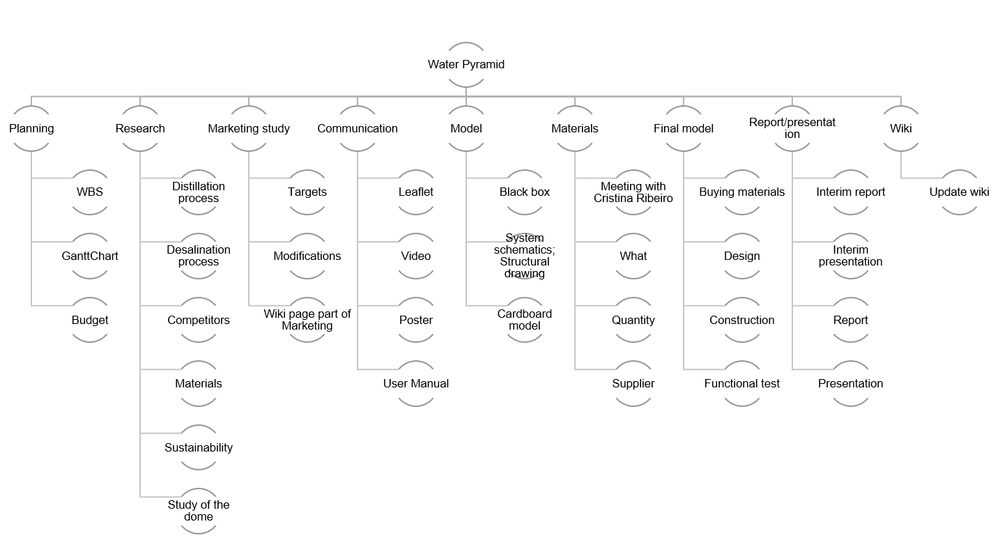 Water Pyramid
Planning
Research
Marketing study
Communication
Model
Materials
Final model
Report/presentat
ion
Wiki
WBS
GanttChart
Budget
Distillation
process
Desalination
process
Competitors
Materials
Sustainability
Study of the
dome
Targets
Modifications
Wiki page part of
Marketing
Leaflet
Video
Poster
User Manual
Black box
System
schematics;
Structural
drawing
Cardboard
model
Meeting with
Cristina Ribeiro
What
Quantity
Supplier
Buying materials
Design
Construction
Functional test
Interim report
Interim
presentation
Report
Presentation
Update wiki